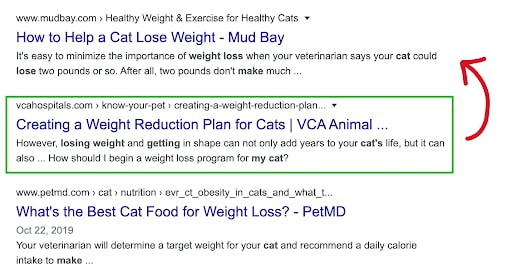 www.mudbay.com › Healthy Weight & Exercise for Healthy Cats ▼
How to Help a Cat Lose Weight - Mud Bay
It's easy to minimize the importance of weight loss when your veterinarian says your cat could
lose two pounds or so. After all, two pounds don't make much ...
vcahospitals.com › know-your-pet › creating-a-weight-reduction-plan... ▼
Creating a Weight Reduction Plan for Cats | VCA Animal ...
However, losing weight and getting in shape can not only add years to your cat's life, but it can
also ... How should I begin a weight loss program for my cat?
www.petmd.com › cat › nutrition › evr_ct_obesity_in_cats_and_what_t...
What's the Best Cat Food for Weight Loss? - PetMD
Oct 22, 2019
Your veterinarian will determine a target weight for your cat and recommend a daily calorie
intake to make ...